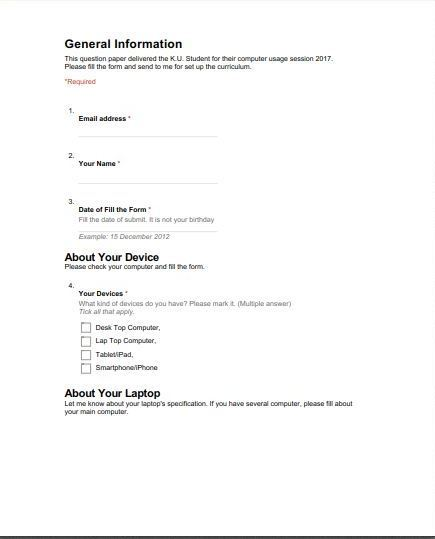 General Information
This question paper delivered the K.U. Student for their computer usage session 2017.
Please fill the form and send to me for set up the curriculum.
*Required
1.
Email address *
2.
Your Name *
3.
Date of Fill the Form *
Fill the date of submit. It is not your birthday
Example: 15 December 2012
About Your Device
Please check your computer and fill the form.
4.
Your Devices *
What kind of devices do you have? Please mark it. (Multiple answer)
Tick all that apply.
Desk Top Computer,
Lap Top Computer,
Tablet/iPad,
Smartphone/iPhone
About Your Laptop
Let me know about your laptop's specification. If you have several computer, please fill about
your main computer.